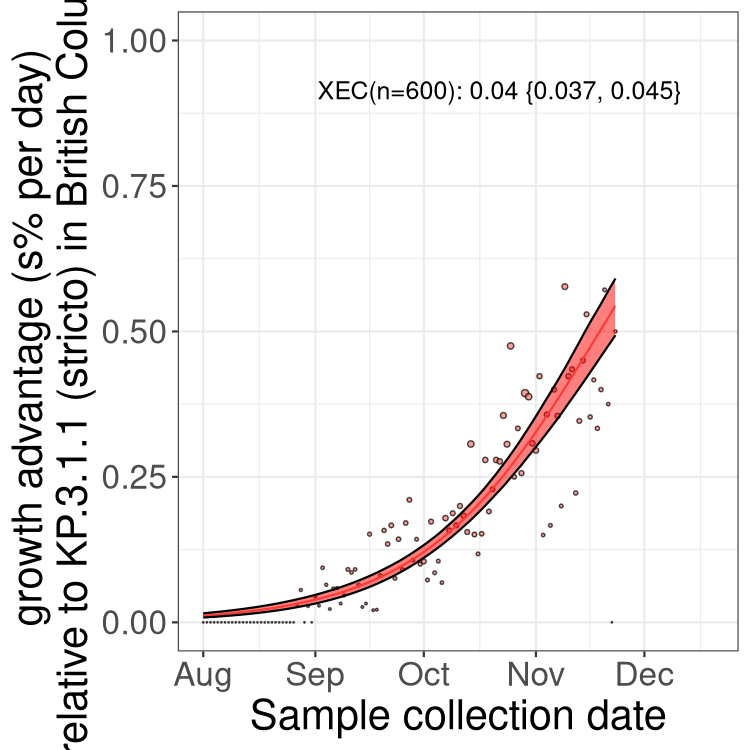 growth advantage (s% per day)
relative to KP.3.1.1 (stricto) in British Colu
1.00
0.75
0.50
0.25
0.00
XEC(n=600): 0.04 {0.037, 0.045}
Aug Sep Oct Nov Dec
Sample collection date